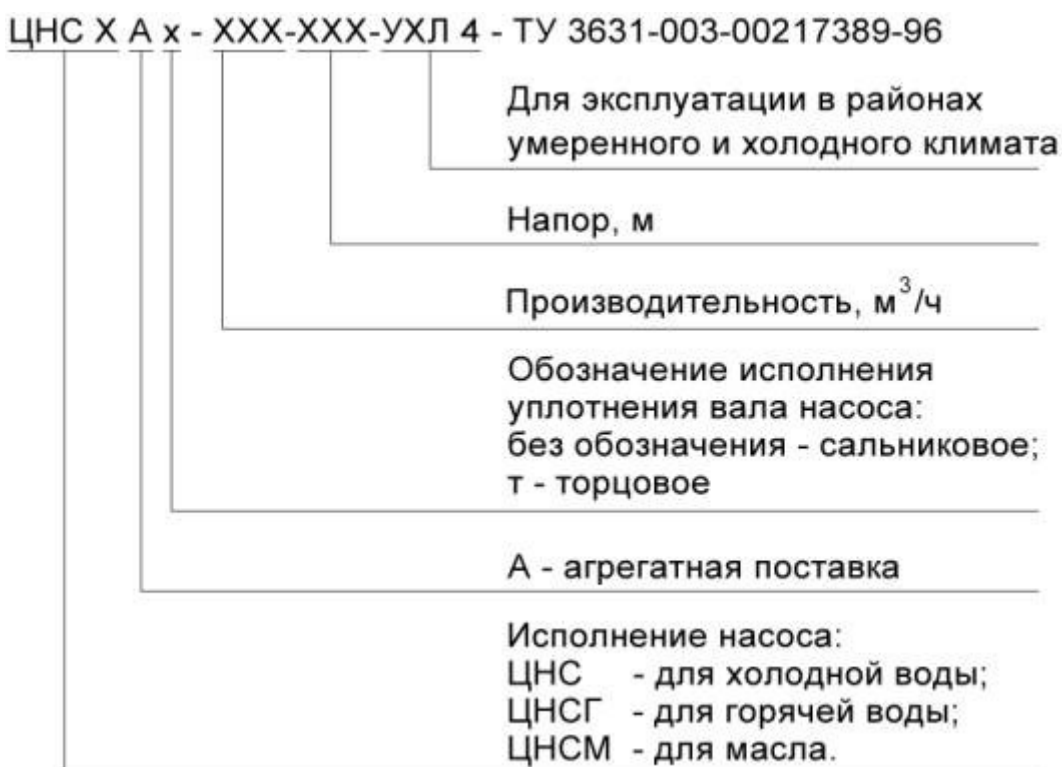 ЦНС Х А х - ХХХ-ХХХ-УХЛ 4 - ТУ 3631-003-00217389-96
Для эксплуатации в районах
умеренного и холодного климата
Напор, м
Производительность, м³/ч
Обозначение исполнения
уплотнения вала насоса:
без обозначения - сальниковое;
т - торцовое
А - агрегатная поставка
Исполнение насоса:
ЦНС - для холодной воды;
ЦНСГ - для горячей воды;
ЦНСМ - для масла.